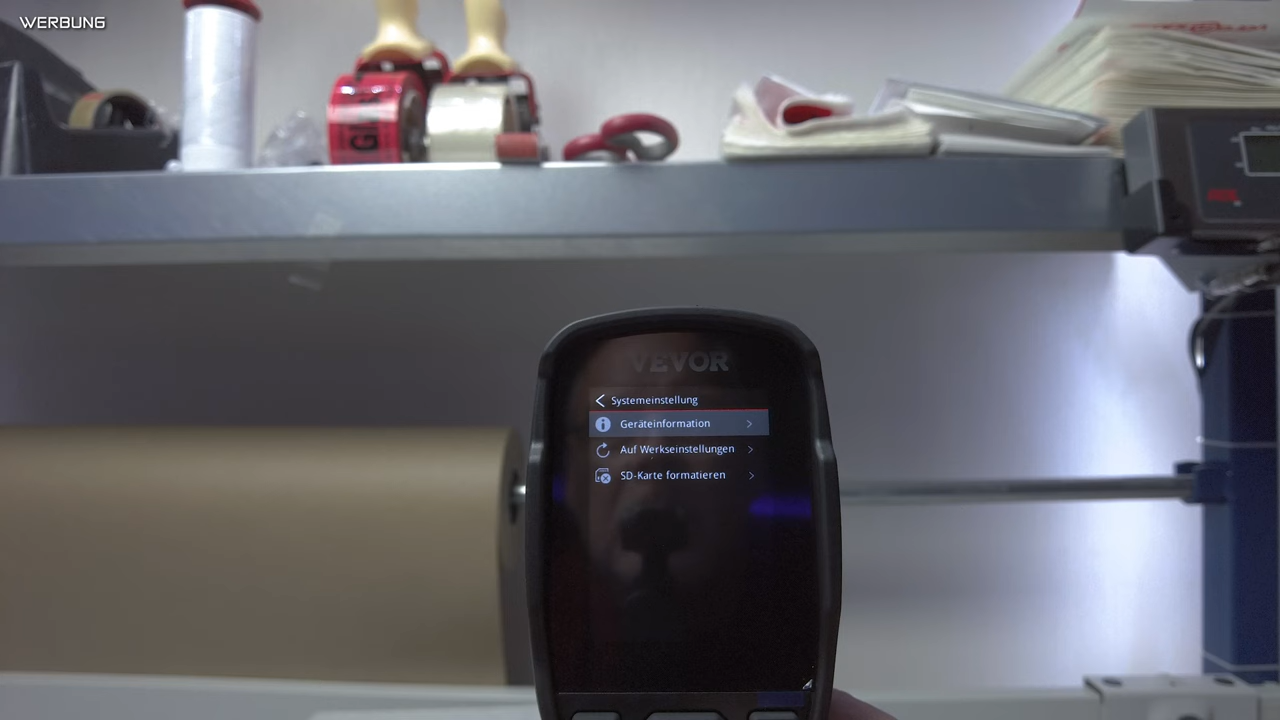 WERBUNG
VEVOR
Systemeinstellung
Geräteinformation
Auf Werkseinstellungen
SD-Karte formatieren